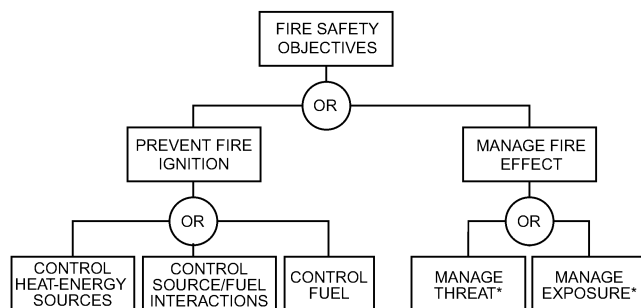 FIRE SAFETY
OBJECTIVES
OR
PREVENT FIRE
IGNITION
MANAGE FIRE
EFFECT
OR
OR
CONTROL
HEAT-ENERGY
SOURCES
CONTROL
SOURCE/FUEL
INTERACTIONS
CONTROL
FUEL
MANAGE
THREAT*
MANAGE
EXPOSURE*